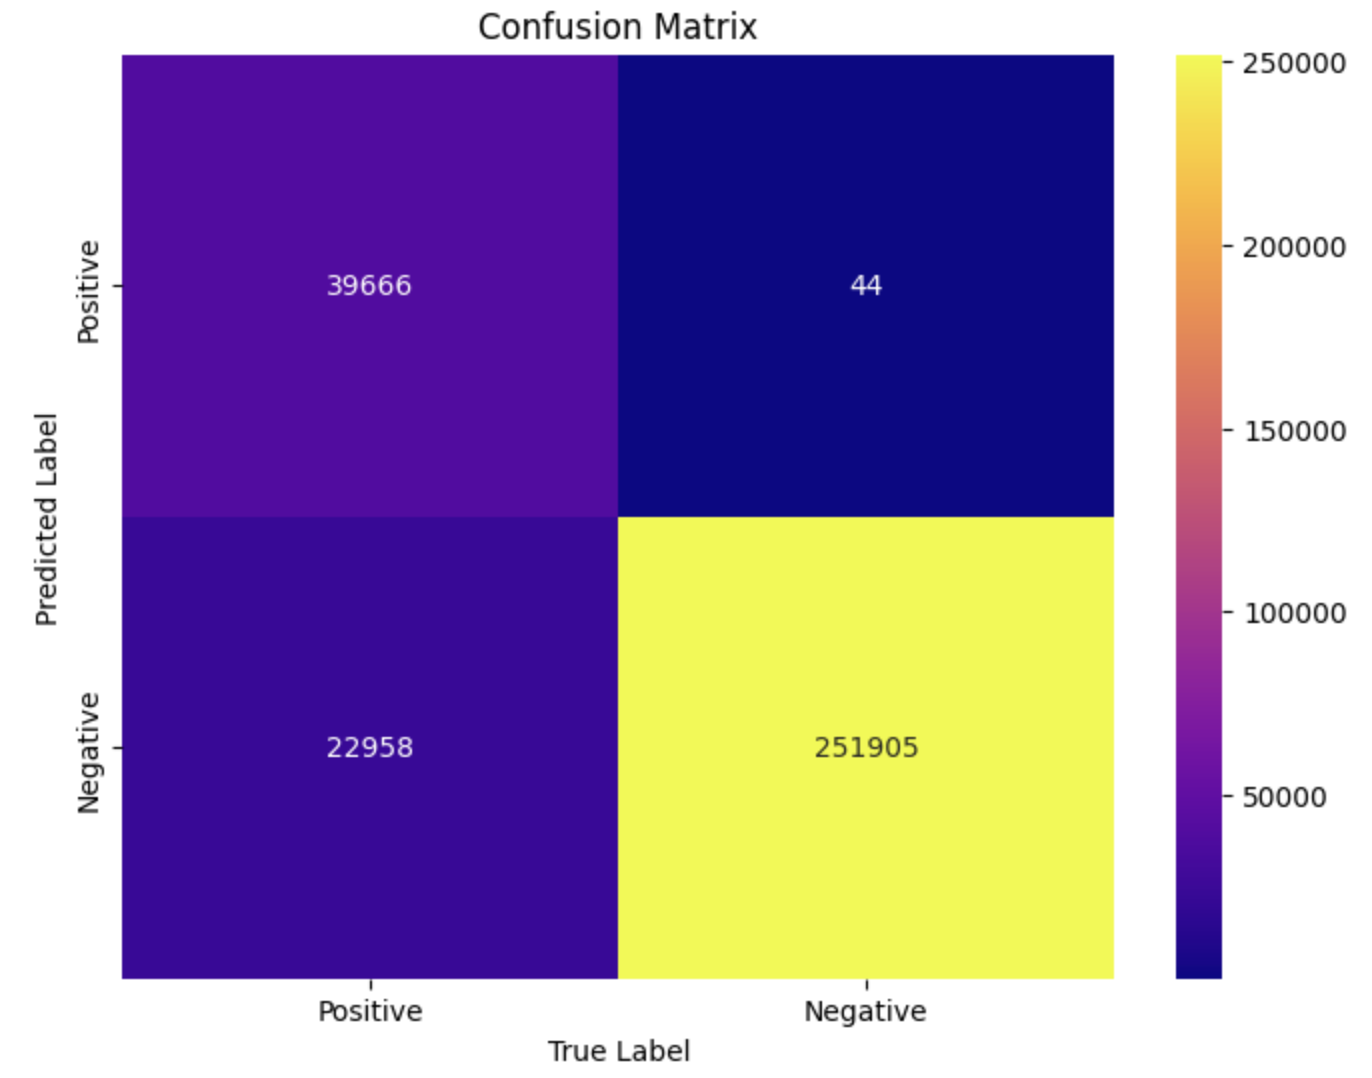 Confusion Matrix
Predicted Label
Positive
Negative
39666
44
22958
251905
Positive
Negative
True Label
250000
200000
150000
100000
50000